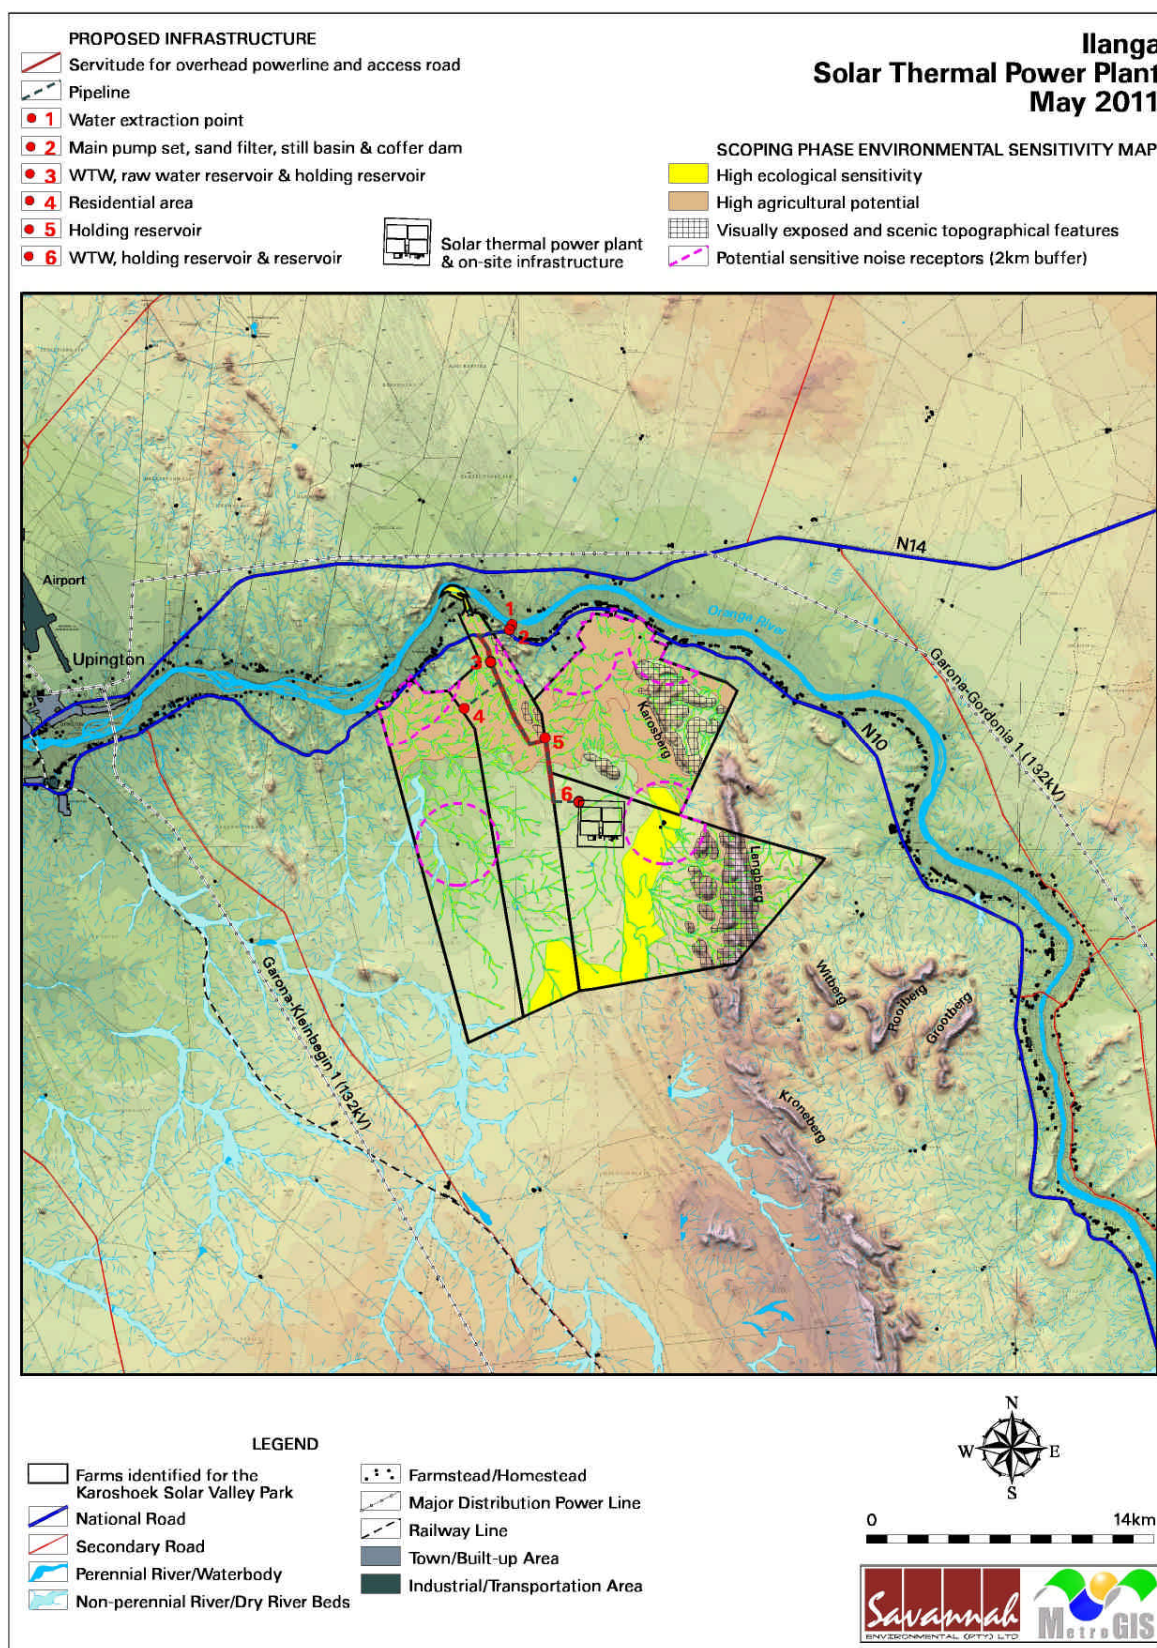 Ilanga
Solar Thermal Power Plant
May 2011
PROPOSED INFRASTRUCTURE
Servitude for overhead powerline and access road
Pipeline
1 Water extraction point
2 Main pump set, sand filter, still basin & coffer dam
3 WTW, raw water reservoir & holding reservoir
4 Residential area
5 Holding reservoir
6 WTW, holding reservoir & reservoir
Solar thermal power plant
& on-site infrastructure
SCOPING PHASE ENVIRONMENTAL SENSITIVITY MAP
High ecological sensitivity
High agricultural potential
Visually exposed and scenic topographical features
Potential sensitive noise receptors (2km buffer)
N14
Airport
Orange River
1
2
Upington
3
Garona-Gordonia 1 (132kV)
4
Karosberg
5
N10
6
Langberg
Garona-Kleinbegin 1 (132kV)
Witberg
Rooiberg
Grootberg
Kroneberg
LEGEND
Farms identified for the
Karoshoek Solar Valley Park
National Road
Secondary Road
Perennial River/Waterbody
Non-perennial River/Dry River Beds
Farmstead/Homestead
Major Distribution Power Line
Railway Line
Town/Built-up Area
Industrial/Transportation Area
N
W E
S
0 14km
Savannah
ENVIRONMENTAL (PTY) LTD
MetroGIS